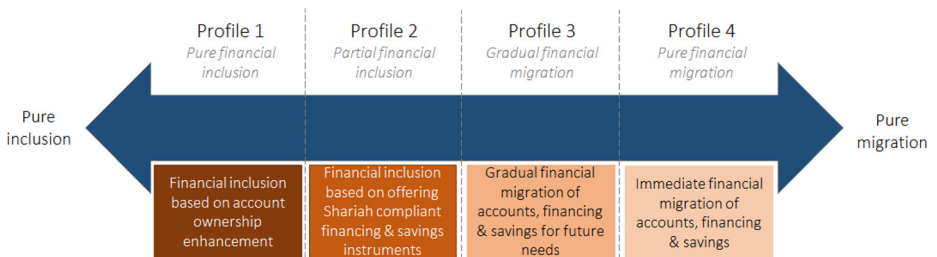 Profile 1
Pure financial
inclusion
Profile 2
Partial financial
inclusion
Profile 3
Gradual financial
migration
Profile 4
Pure financial
migration
Pure
inclusion
Pure
migration
Financial inclusion
based on account
ownership
enhancement
Financial inclusion
based on offering
Shariah compliant
financing & savings
instruments
Gradual financial
migration of
accounts, financing
& savings for future
needs
Immediate financial
migration of
accounts, financing
& savings